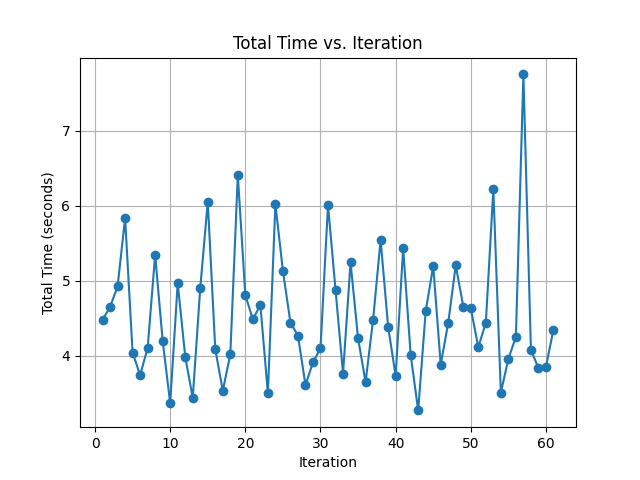 Total Time vs. Iteration
Total Time (seconds)
7
6
5
4
0 10 20 30 40 50 60
Iteration